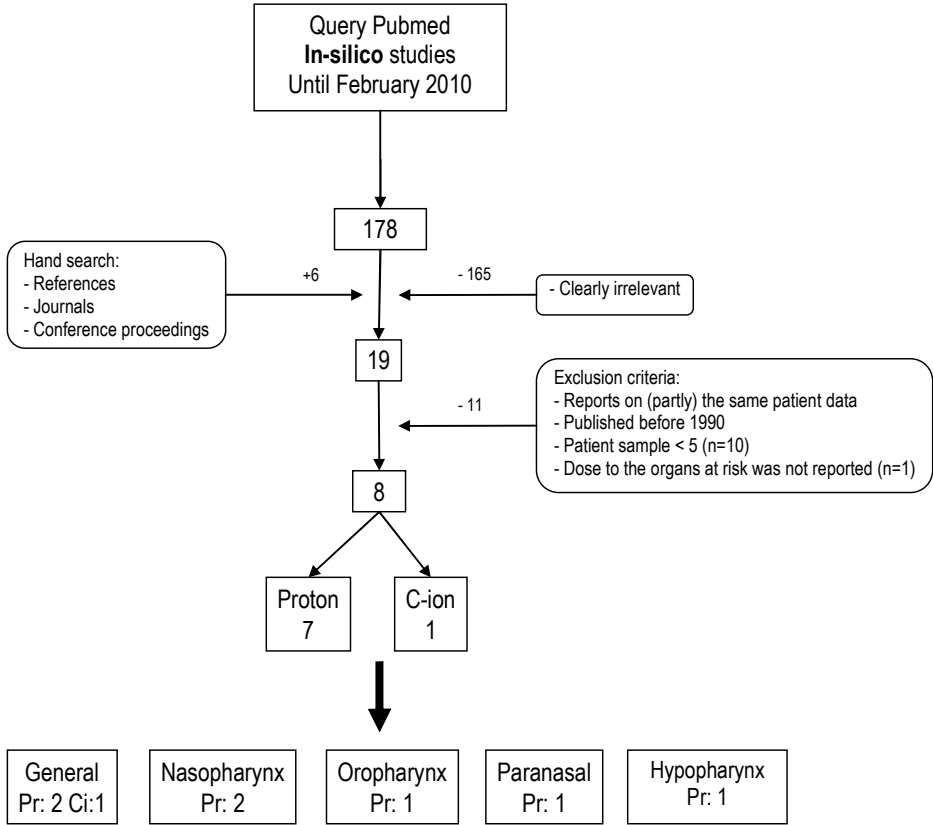 Query Pubmed
In-silico studies
Until February 2010
178
Hand search:
- References
- Journals
- Conference proceedings
+6
- 165
- Clearly irrelevant
19
- 11
Exclusion criteria:
- Reports on (partly) the same patient data
- Published before 1990
- Patient sample < 5 (n=10)
- Dose to the organs at risk was not reported (n=1)
8
Proton
7
C-ion
1
General
Pr: 2 Ci:1
Nasopharynx
Pr: 2
Oropharynx
Pr: 1
Paranasal
Pr: 1
Hypopharynx
Pr: 1